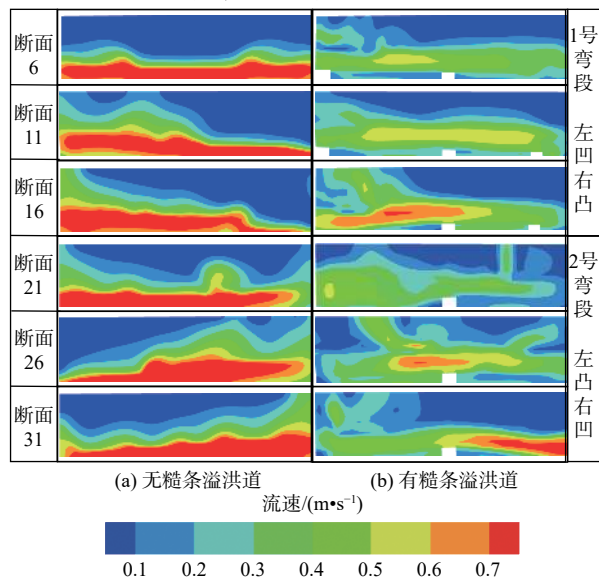 断面
6
断面
11
断面
16
断面
21
断面
26
断面
31
1号弯段
左凹右凸
2号弯段
左凸右凹
(a) 无糙条溢洪道
(b) 有糙条溢洪道
流速/(m•s⁻¹)
0.1 0.2 0.3 0.4 0.5 0.6 0.7